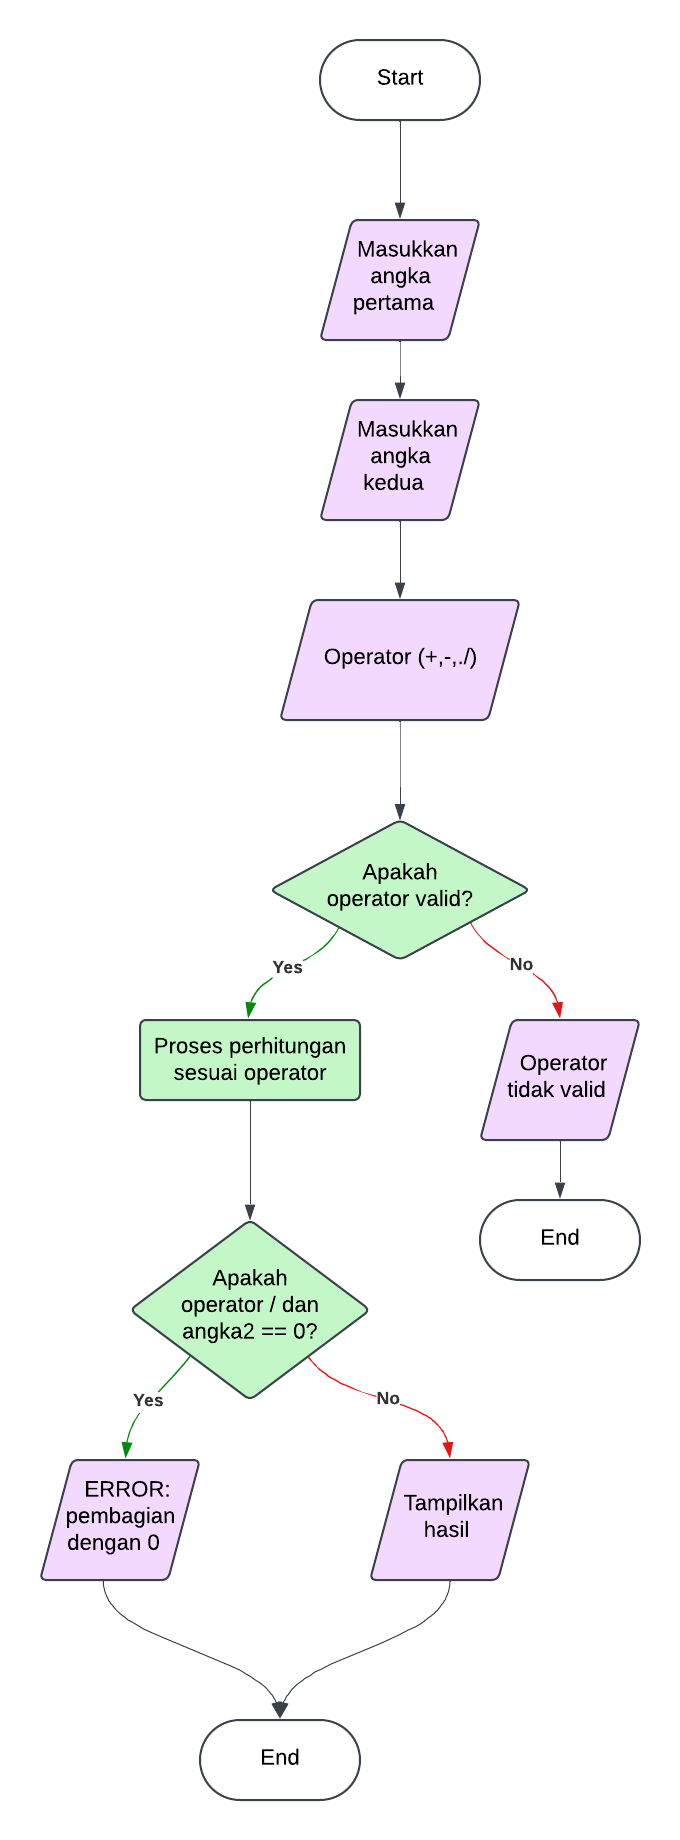 Start
Masukkan
angka
pertama
Masukkan
angka
kedua
Operator (+,-,./)
Apakah
operator valid?
Yes
No
Proses perhitungan
sesuai operator
Operator
tidak valid
End
Apakah
operator / dan
angka2 == 0?
Yes
No
ERROR:
pembagian
dengan 0
Tampilkan
hasil
End